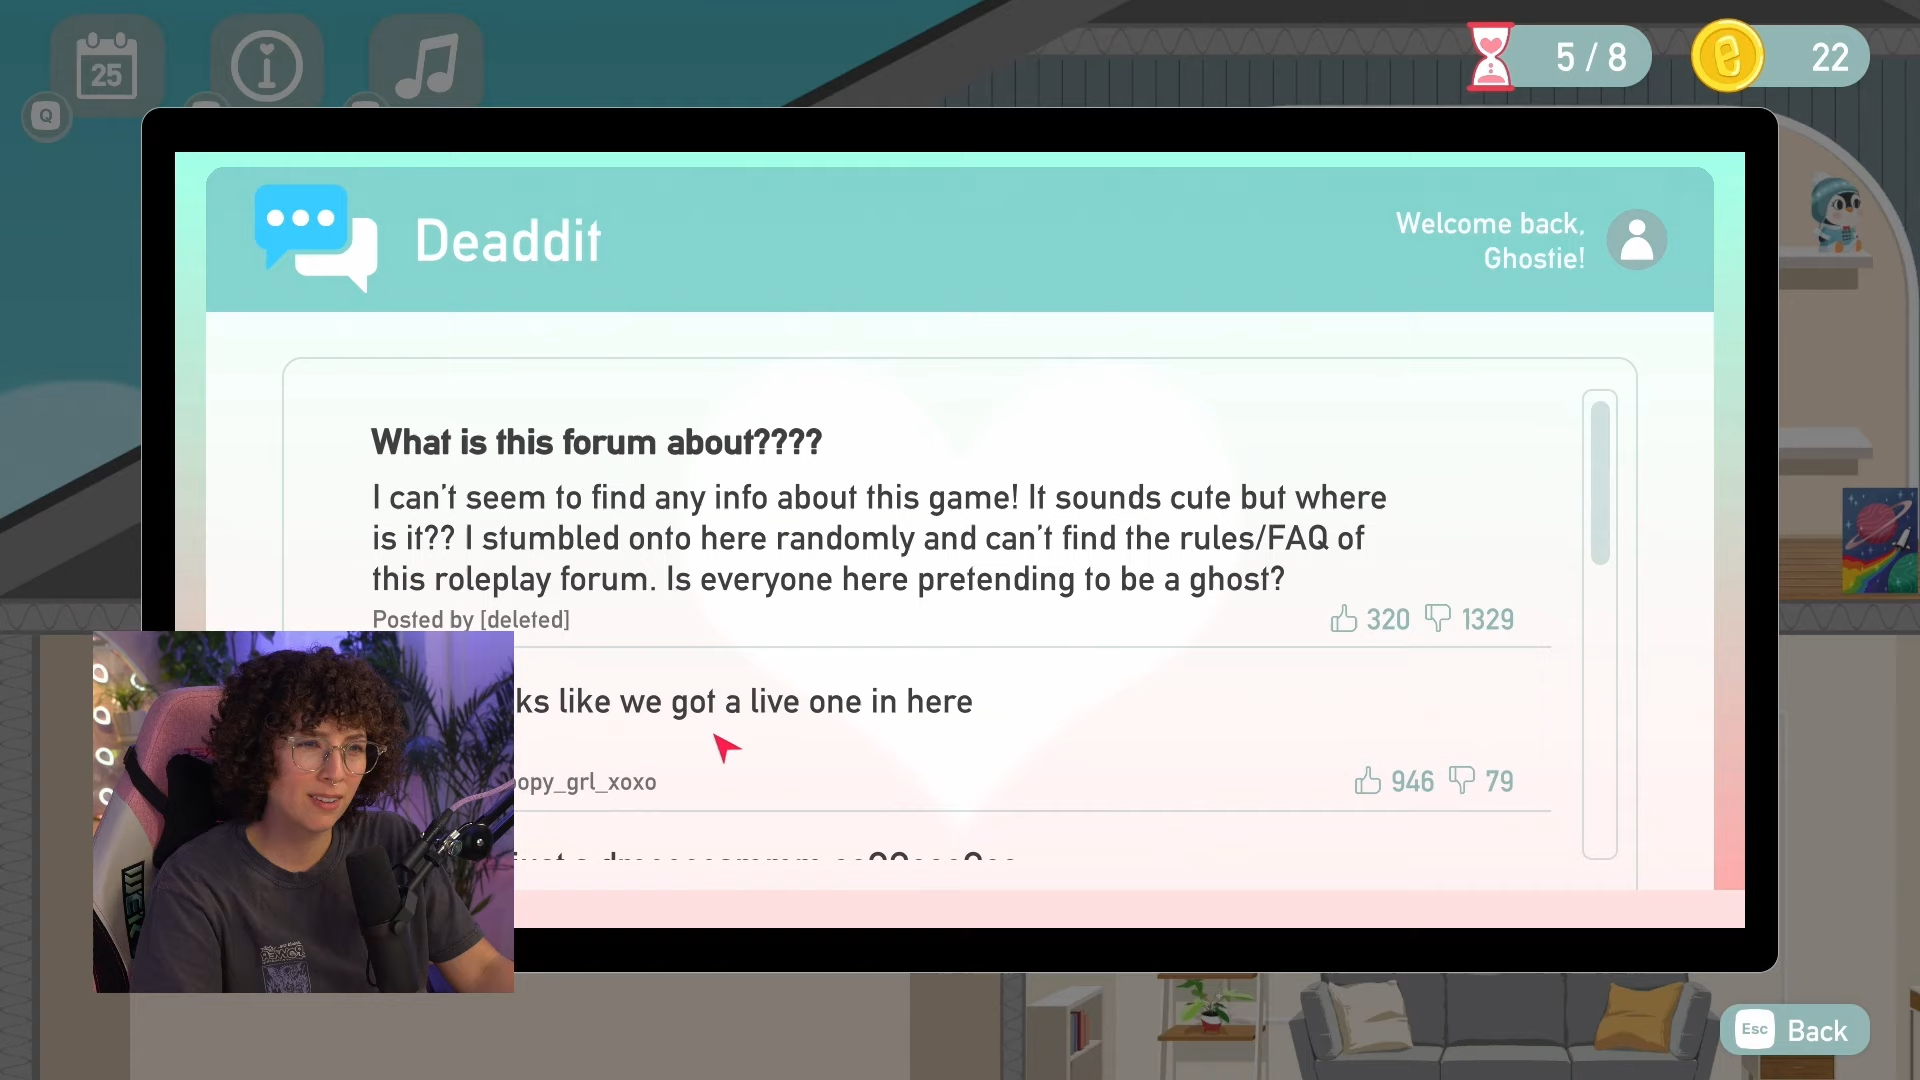 25
Q
5 / 8
22
Deaddit
Welcome back,
Ghostie!
What is this forum about????
I can't seem to find any info about this game! It sounds cute but where
is it?? I stumbled onto here randomly and can't find the rules/FAQ of
this roleplay forum. Is everyone here pretending to be a ghost?
Posted by [deleted]
320
1329
like we got a live one in here
946
79
Esc
Back